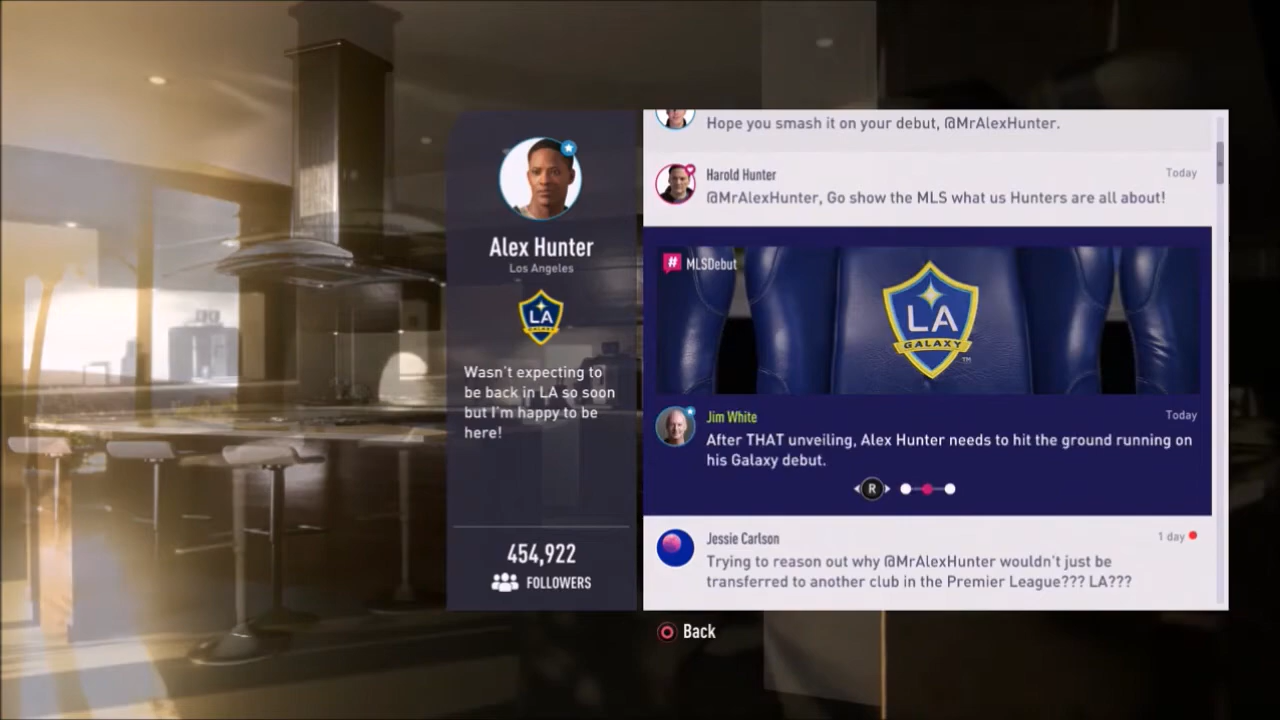 Alex Hunter
Los Angeles
LA
GALAXY
Wasn't expecting to
be back in LA so soon
but I'm happy to be
here!
454,922
FOLLOWERS
Hope you smash it on your debut, @MrAlexHunter.
Harold Hunter
Today
@MrAlexHunter, Go show the MLS what us Hunters are all about!
# MLSDebut
LA
GALAXY
TM
Jim White
Today
After THAT unveiling, Alex Hunter needs to hit the ground running on
his Galaxy debut.
R
Jessie Carlson
1 day
Trying to reason out why @MrAlexHunter wouldn't just be
transferred to another club in the Premier League??? LA???
Back